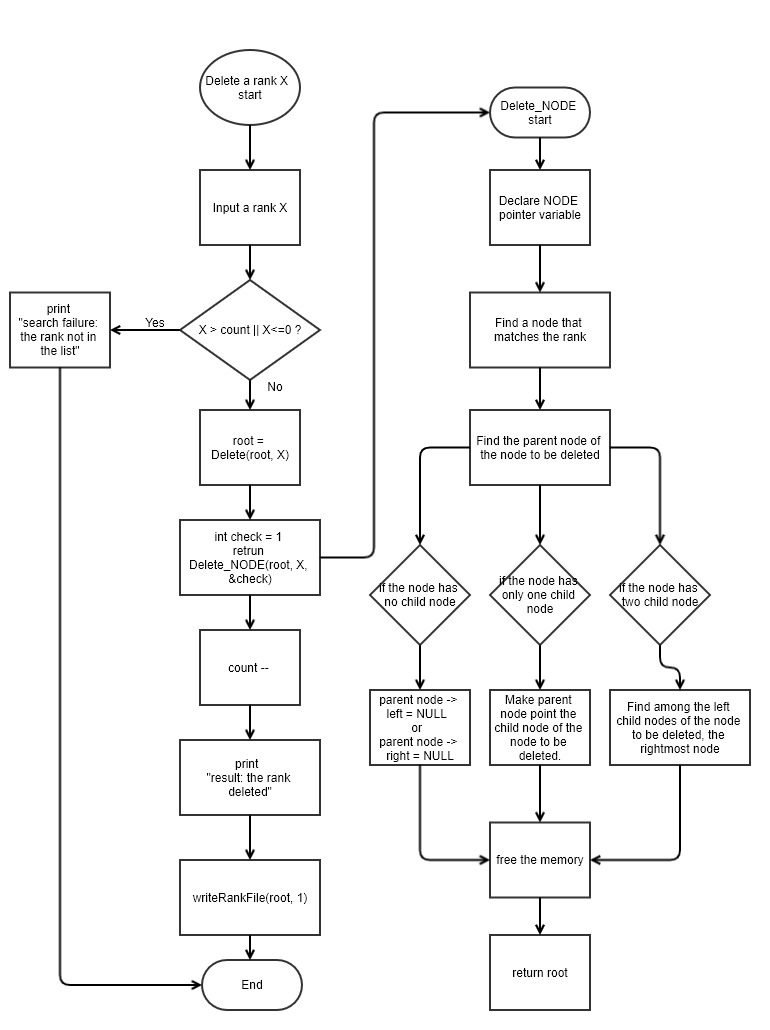 Delete a rank X
start
Input a rank X
X > count || X<=0 ?
Yes
print
"search failure:
the rank not in
the list"
No
root =
Delete(root, X)
int check = 1
retrun
Delete_NODE(root, X,
&check)
count --
print
"result: the rank
deleted"
writeRankFile(root, 1)
End
Delete_NODE
start
Declare NODE
pointer variable
Find a node that
matches the rank
Find the parent node of
the node to be deleted
if the node has
no child node
if the node has
only one child
node
if the node has
two child node
parent node ->
left = NULL
or
parent node ->
right = NULL
Make parent
node point the
child node of the
node to be
deleted.
Find among the left
child nodes of the node
to be deleted, the
rightmost node
free the memory
return root